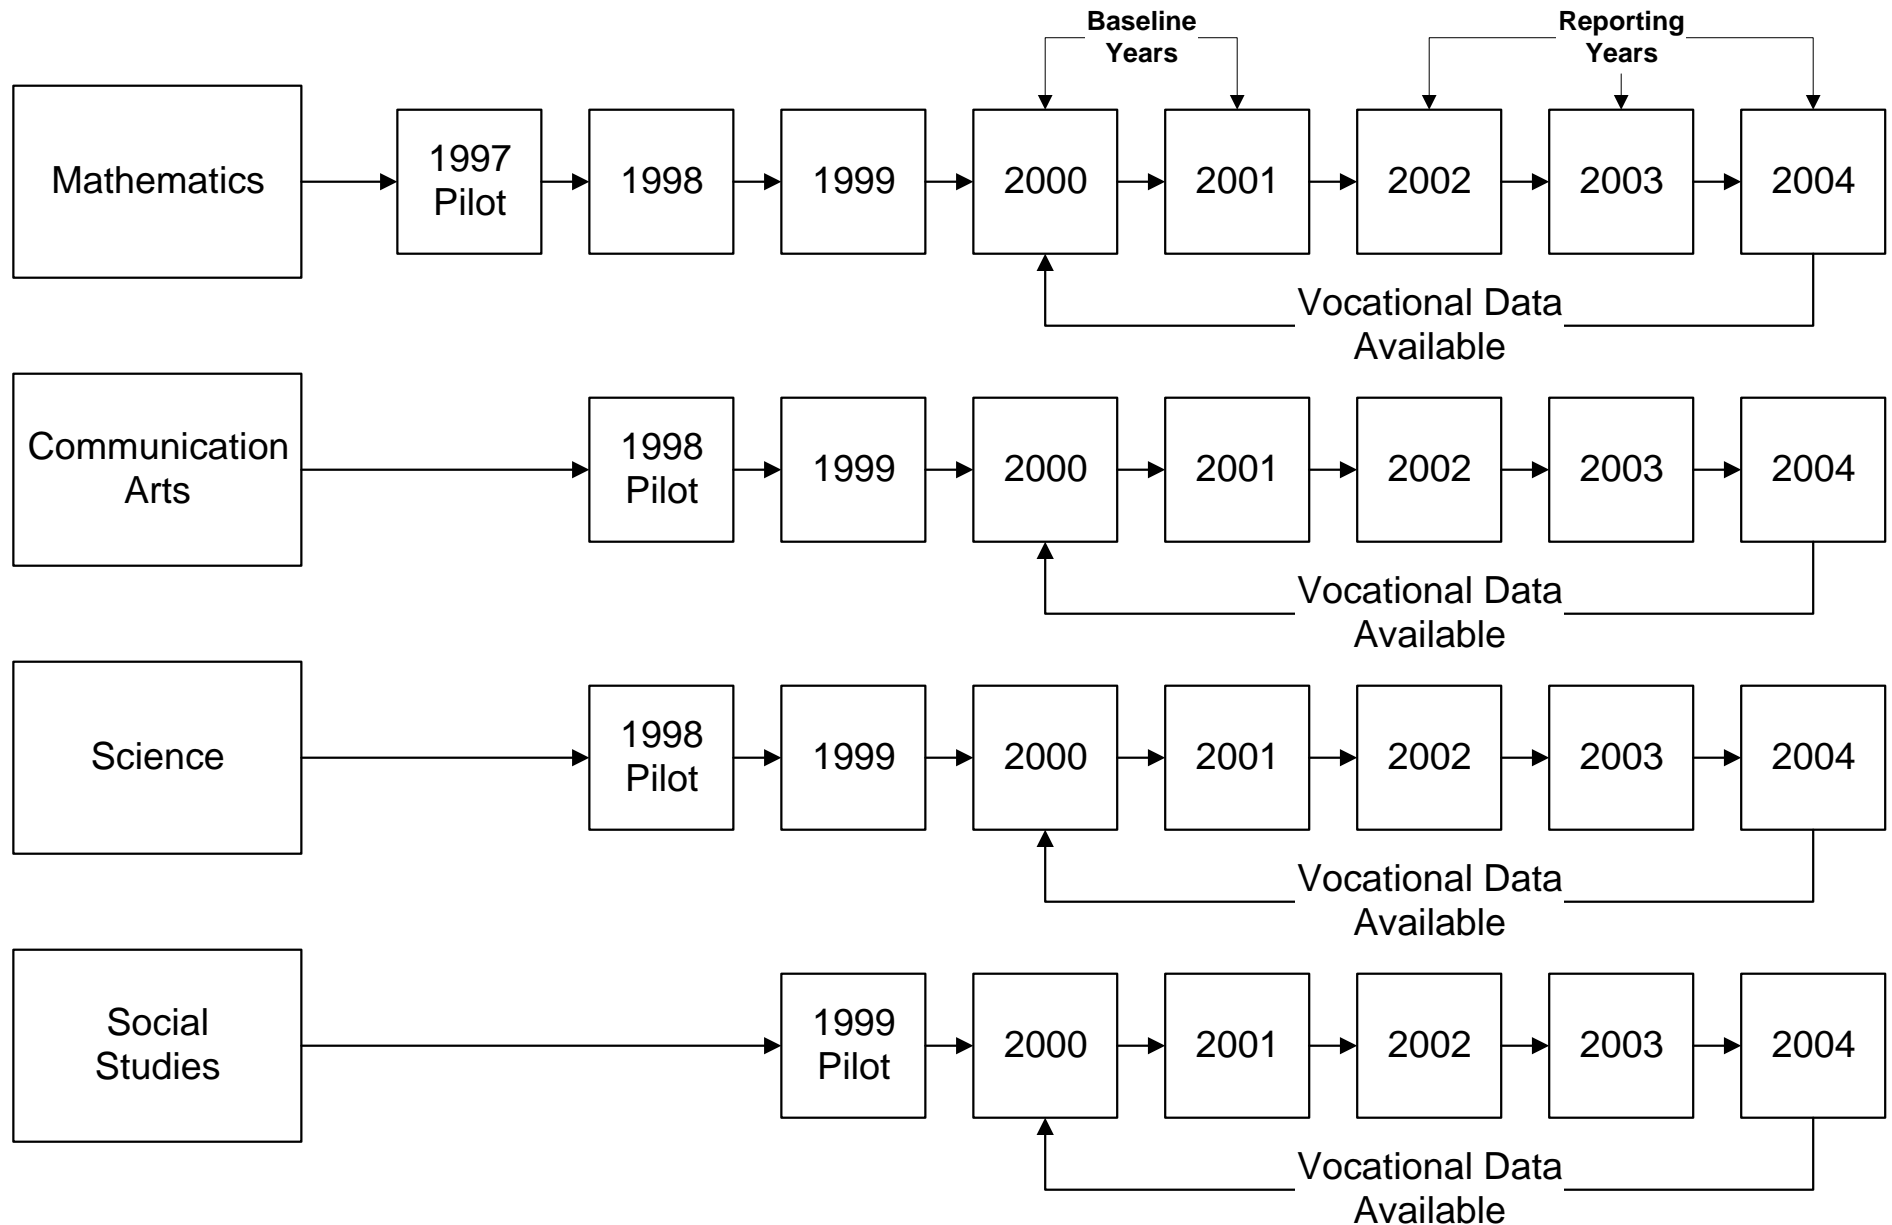 Baseline
Years
Reporting
Years
Mathematics
1997
Pilot
1998
1999
2000
2001
2002
2003
2004
Vocational Data
Available
Communication
Arts
1998
Pilot
1999
2000
2001
2002
2003
2004
Vocational Data
Available
Science
1998
Pilot
1999
2000
2001
2002
2003
2004
Vocational Data
Available
Social
Studies
1999
Pilot
2000
2001
2002
2003
2004
Vocational Data
Available